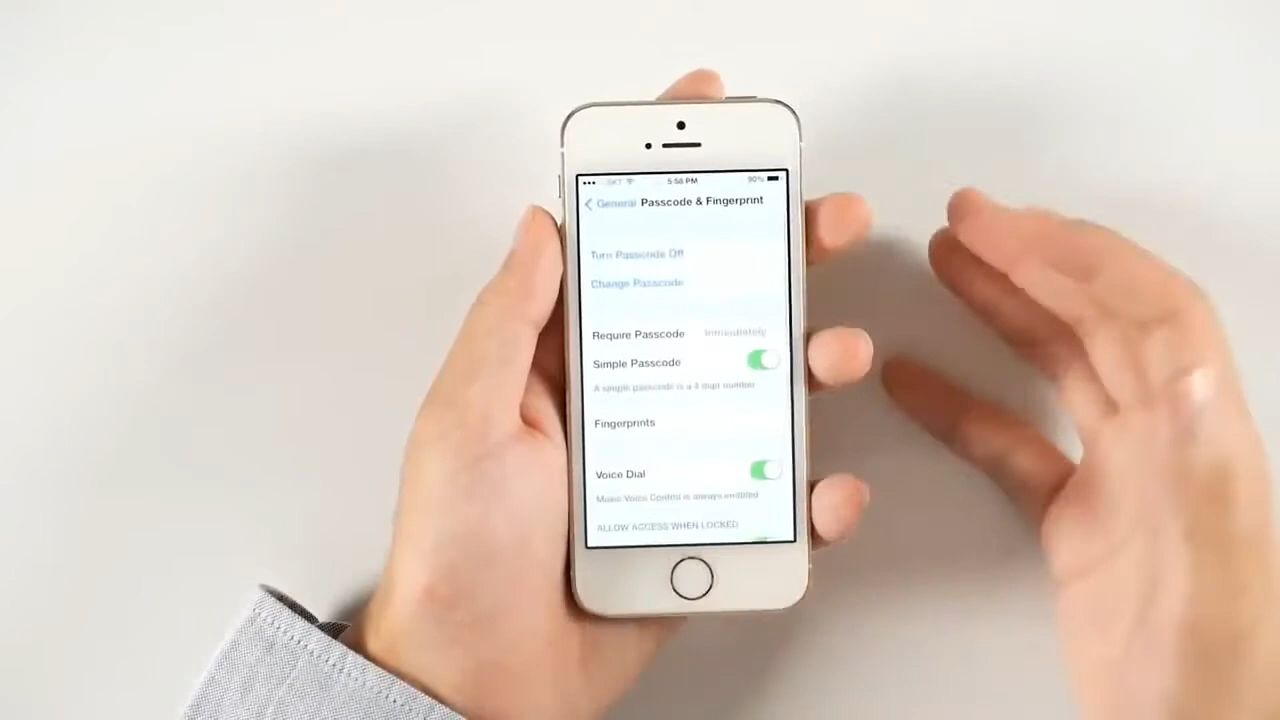 5:58 PM
90%
General Passcode & Fingerprint
Turn Passcode Off
Change Passcode
Require Passcode Immediately
Simple Passcode
A simple passcode is a 4 digit number
Fingerprints
Voice Dial
Music Voice Control is always enabled
ALLOW ACCESS WHEN LOCKED